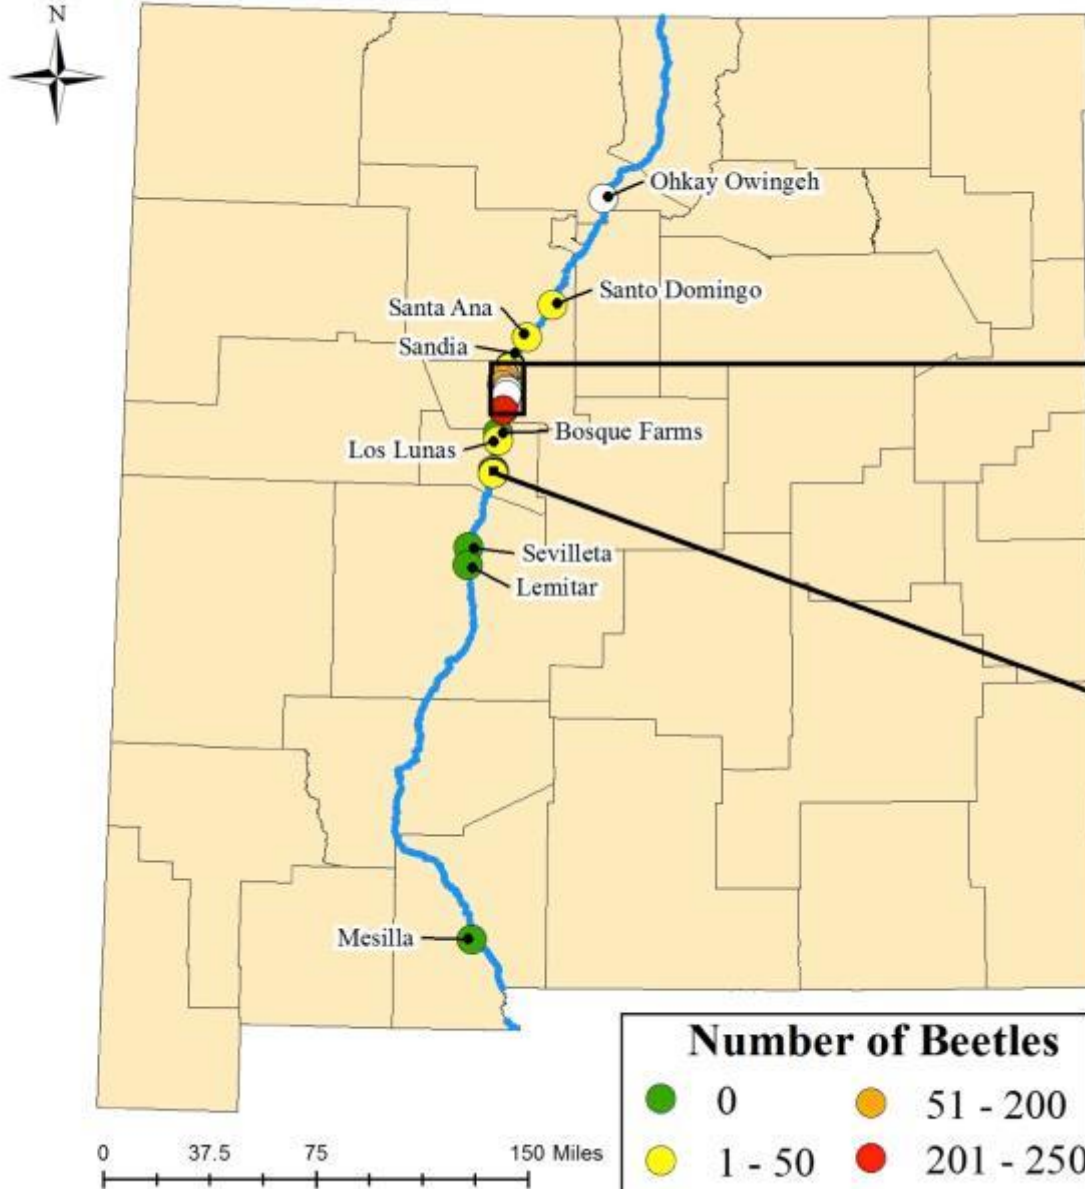 N
Ohkay Owingeh
Santo Domingo
Santa Ana
Sandia
Bosque Farms
Los Lunas
Sevilleta
Lemitar
Mesilla
Number of Beetles
0
51 - 200
1 - 50
201 - 250
0 37.5 75 150 Miles